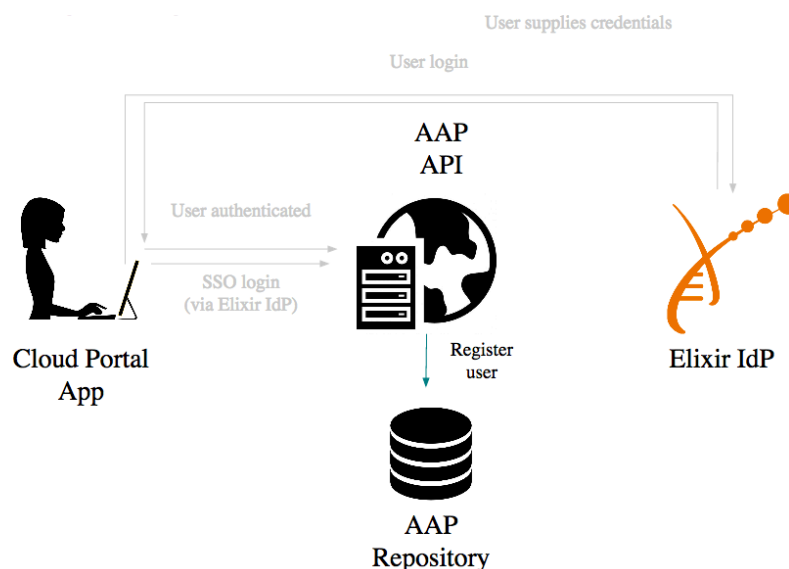 User supplies credentials
User login
AAP
API
User authenticated
SSO login
(via Elixir IdP)
Cloud Portal
App
Register
user
Elixir IdP
AAP
Repository